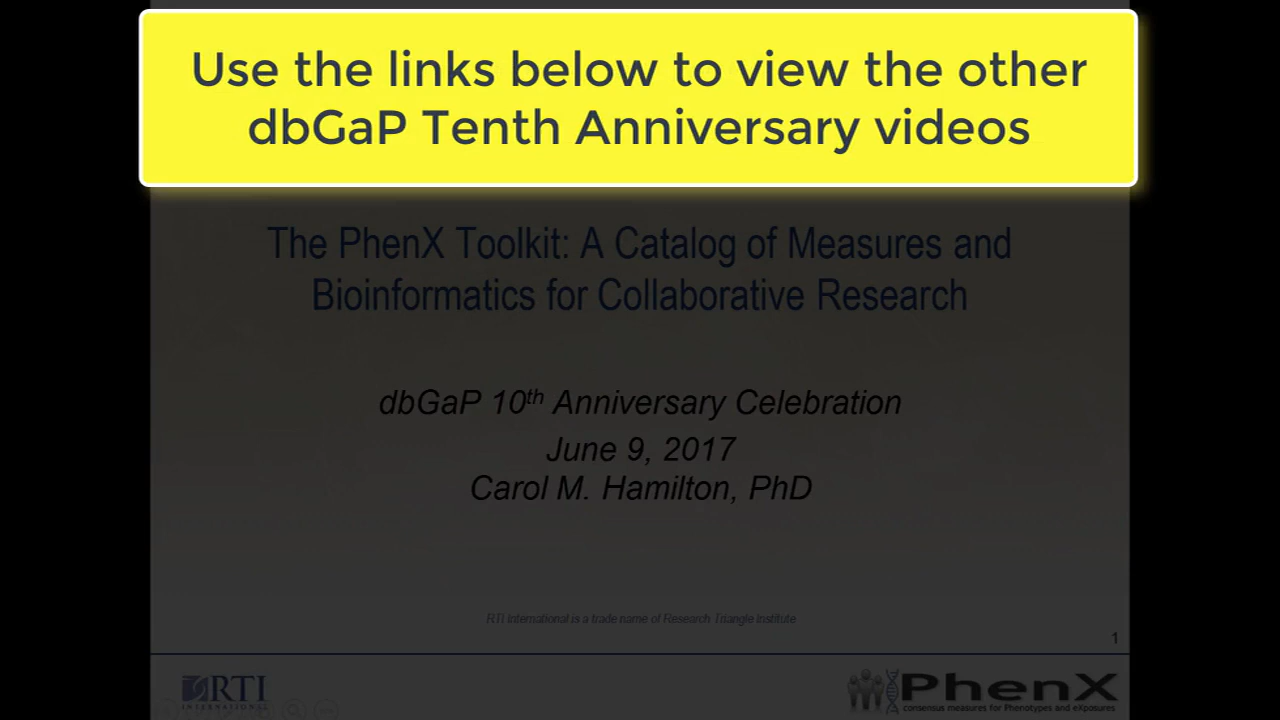 Use the links below to view the other
dbGaP Tenth Anniversary videos
The PhenX Toolkit: A Catalog of Measures and
Bioinformatics for Collaborative Research
dbGaP 10th Anniversary Celebration
June 9, 2017
Carol M. Hamilton, PhD
RTI International is a trade name of Research Triangle Institute
1
RTI
INTERNATIONAL
PhenX
consensus measures for Phenotypes and eXposures